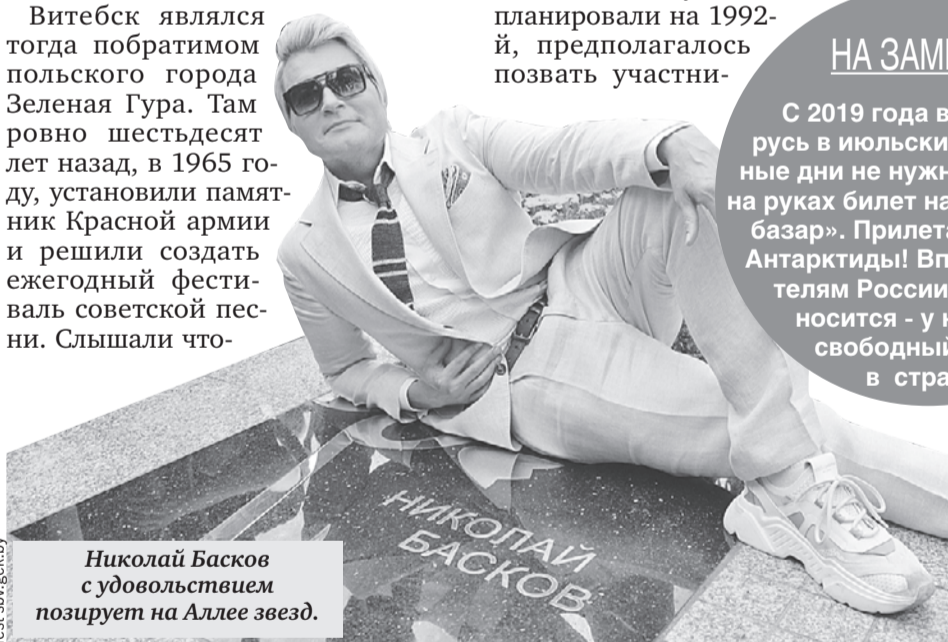 Витебск являлся
тогда побратимом
польского города
Зеленая Гура. Там
ровно шестьдесят
лет назад, в 1965 го-
ду, установили памят-
ник Красной армии
и решили создать
ежегодный фести-
валь советской пес-
ни. Слышали что-
планировали на 1992-
й, предполагалось
позвать участни-
НА ЗАМ
С 2019 года в
русь в июльски
ные дни не нужн
на руках билет на
базар». Прилета
Антарктиды! Вп
телям России
носится - у н
свободный
в стра
НИКОЛАЙ
БАСКОВ
Николай Басков
с удовольствием
позирует на Аллее звезд.